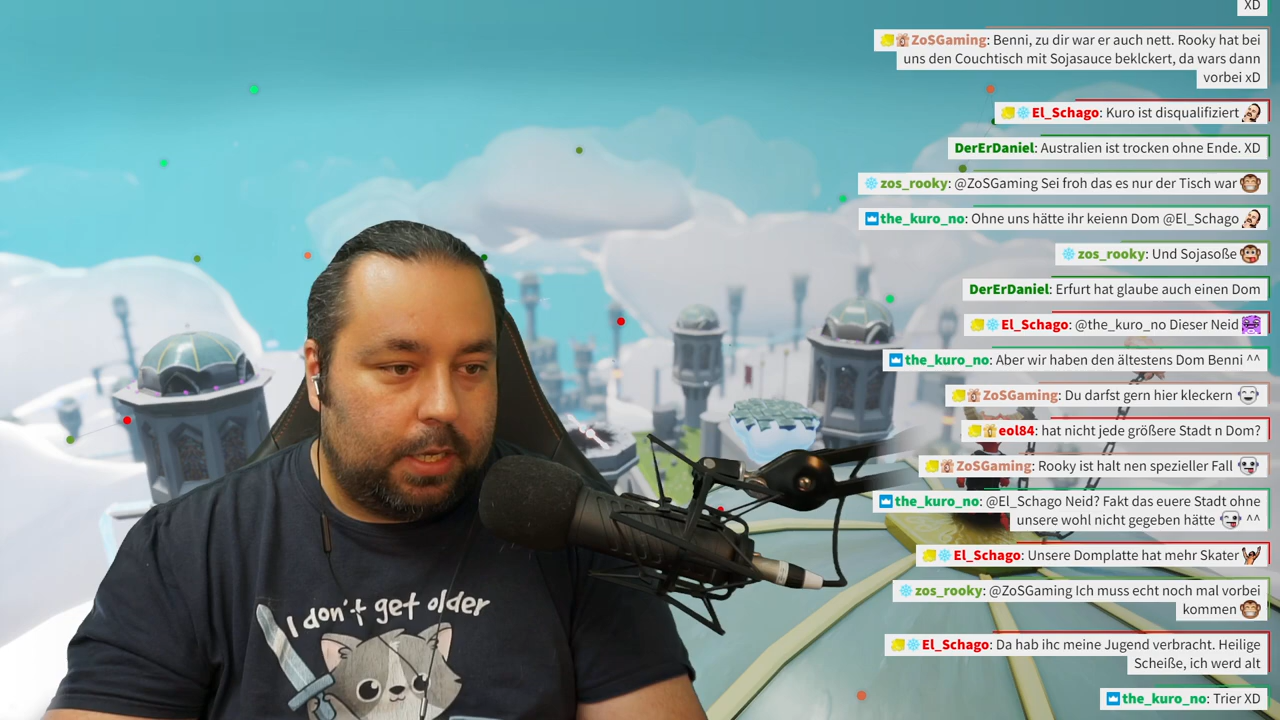 XD
ZoSGaming: Benni, zu dir war er auch nett. Rooky hat bei
uns den Couchtisch mit Sojasauce beklckert, da wars dann
vorbei xD
El_Schago: Kuro ist disqualifiziert
DerErDaniel: Australien ist trocken ohne Ende. XD
zos_rooky: @ZoSGaming Sei froh das es nur der Tisch war
the_kuro_no: Ohne uns hätte ihr keienn Dom @El_Schago
zos_rooky: Und Sojasoße
DerErDaniel: Erfurt hat glaube auch einen Dom
El_Schago: @the_kuro_no Dieser Neid
the_kuro_no: Aber wir haben den ältestens Dom Benni ^^
ZoSGaming: Du darfst gern hier kleckern
eol84: hat nicht jede größere Stadt n Dom?
ZoSGaming: Rooky ist halt nen spezieller Fall
the_kuro_no: @El_Schago Neid? Fakt das euere Stadt ohne
unsere wohl nicht gegeben hätte ^^
El_Schago: Unsere Domplatte hat mehr Skater
zos_rooky: @ZoSGaming Ich muss echt noch mal vorbei
kommen
El_Schago: Da hab ihc meine Jugend verbracht. Heilige
Scheiße, ich werd alt
the_kuro_no: Trier XD
I don't get older